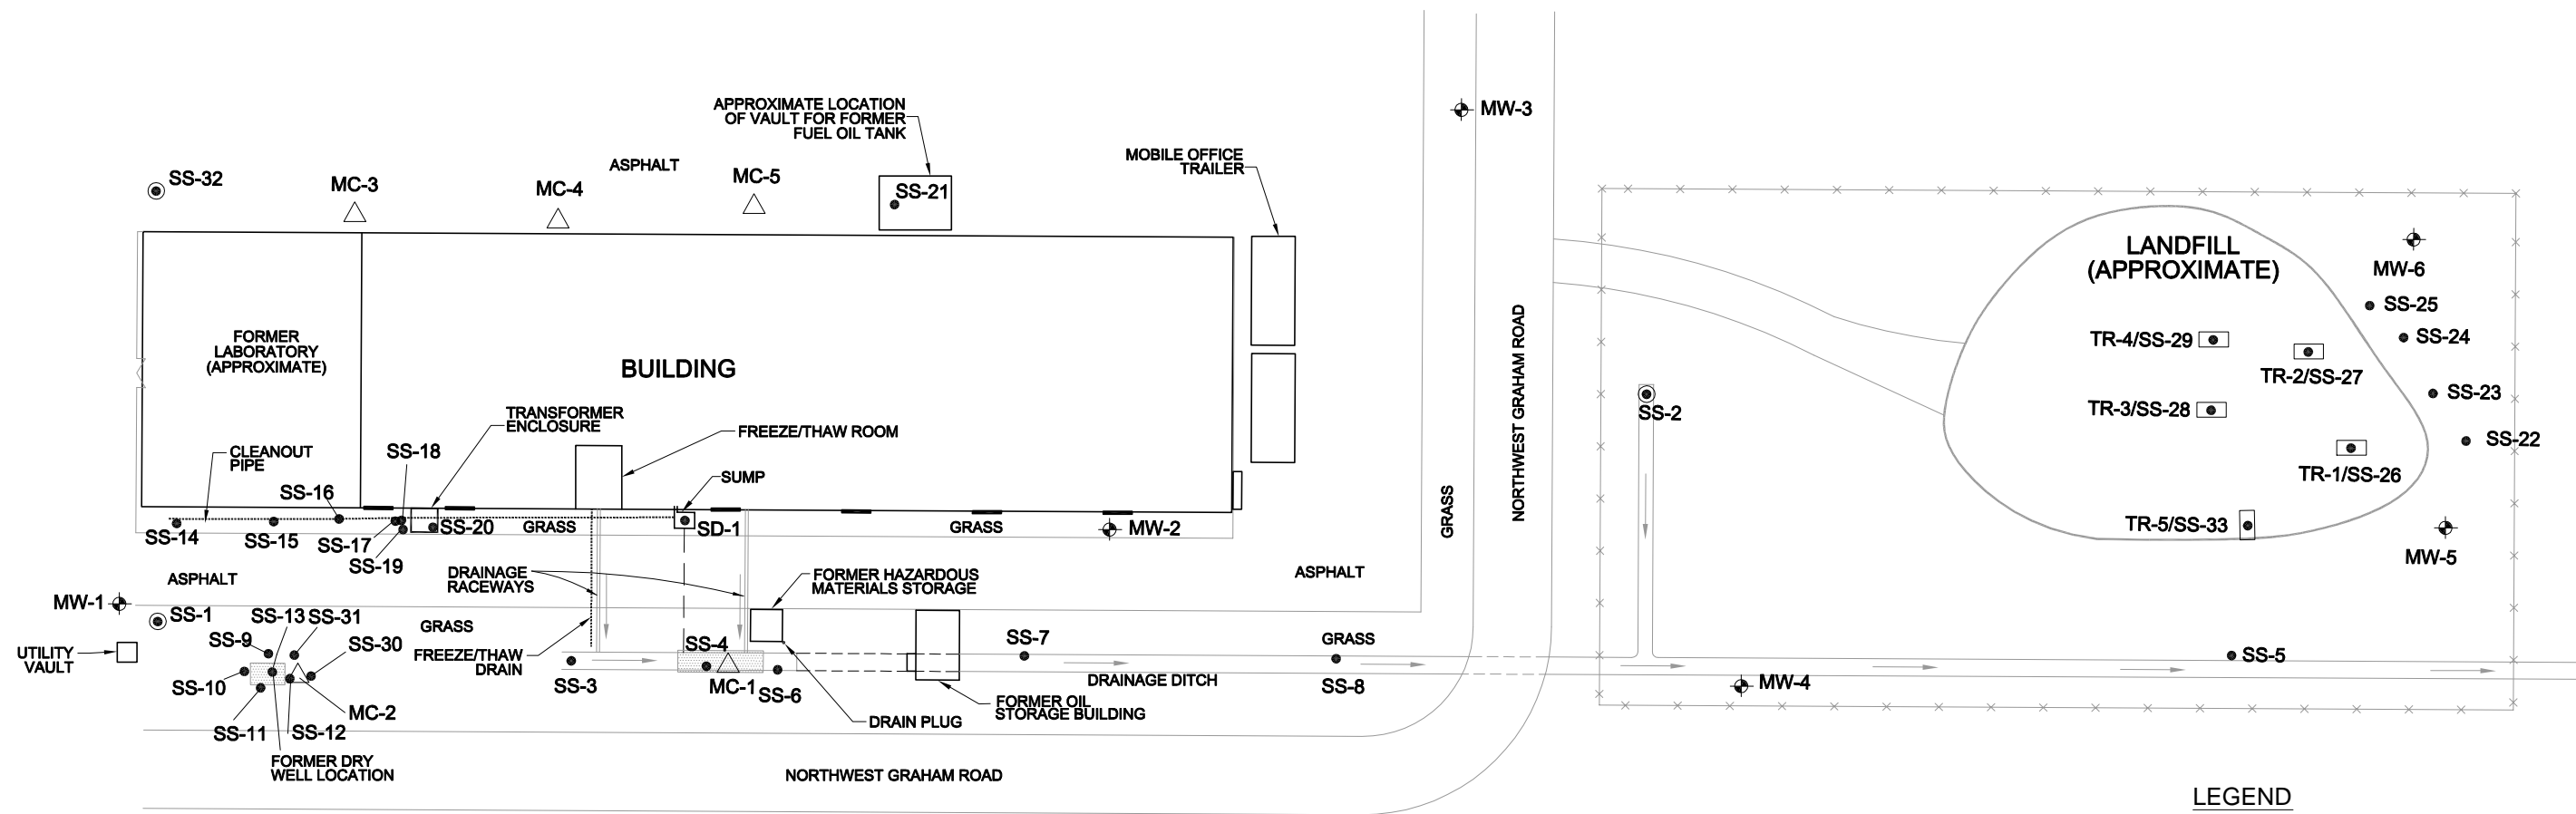 APPROXIMATE LOCATION
OF VAULT FOR FORMER
FUEL OIL TANK
MW-3
MOBILE OFFICE
TRAILER
ASPHALT
SS-32
MC-3
MC-4
MC-5
SS-21
LANDFILL
(APPROXIMATE)
MW-6
SS-25
SS-24
TR-4/SS-29
TR-2/SS-27
SS-23
TR-3/SS-28
SS-22
TR-1/SS-26
TR-5/SS-33
MW-5
FORMER
LABORATORY
(APPROXIMATE)
BUILDING
NORTHWEST GRAHAM ROAD
GRASS
SS-2
TRANSFORMER
ENCLOSURE
FREEZE/THAW ROOM
CLEANOUT
PIPE
SS-18
SUMP
SS-16
SS-14
SS-15
SS-17
SS-19
SS-20
GRASS
SD-1
GRASS
MW-2
ASPHALT
DRAINAGE
RACEWAYS
FORMER HAZARDOUS
MATERIALS STORAGE
ASPHALT
MW-1
SS-1
SS-13
SS-31
GRASS
SS-9
SS-30
UTILITY
VAULT
FREEZE/THAW
DRAIN
SS-4
SS-7
GRASS
SS-5
SS-10
SS-3
MC-1
SS-6
DRAINAGE DITCH
SS-8
MW-4
MC-2
SS-11
SS-12
DRAIN PLUG
FORMER OIL
STORAGE BUILDING
FORMER DRY
WELL LOCATION
NORTHWEST GRAHAM ROAD
LEGEND